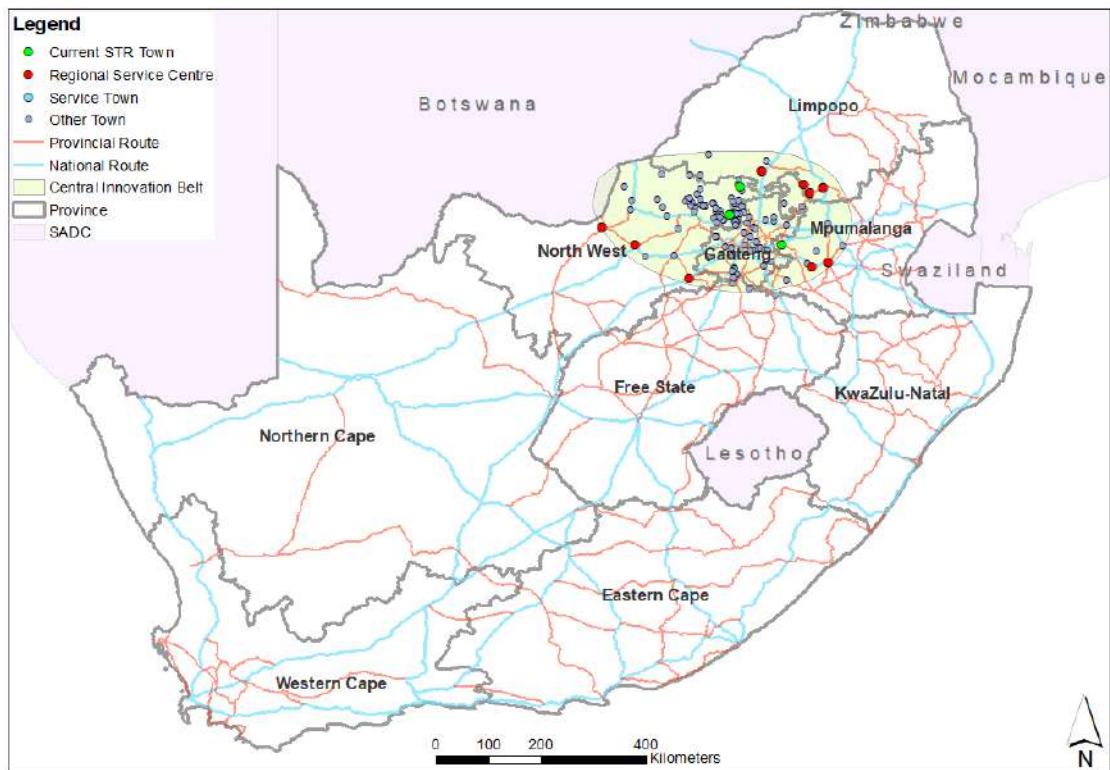 Legend
Current STR Town
Regional Service Centre
Service Town
Other Town
Provincial Route
National Route
Central Innovation Belt
Province
SADC
Zimbabwe
Mocambique
Botswana
Limpopo
Mpumalanga
North West
Gauteng
Swaziland
Free State
KwaZulu-Natal
Northern Cape
Lesotho
Eastern Cape
Western Cape
0 100 200 400
Kilometers
N